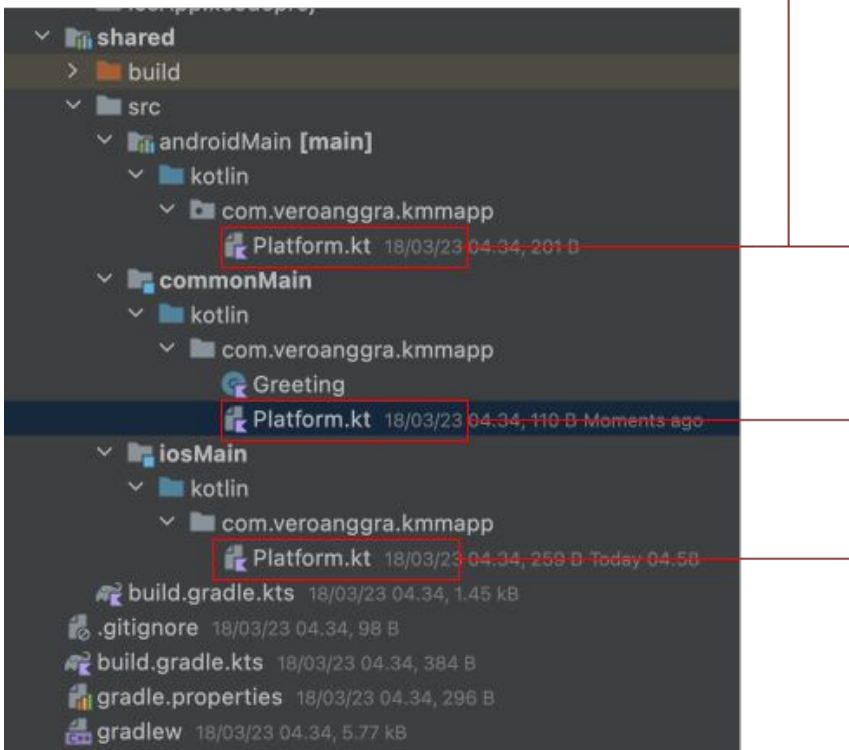 shared
build
src
androidMain [main]
kotlin
com.veroanggra.kmmapp
Platform.kt 18/03/23 04.34, 201 B
commonMain
kotlin
com.veroanggra.kmmapp
Greeting
Platform.kt 18/03/23 04.34, 110 B Moments ago
iosMain
kotlin
com.veroanggra.kmmapp
Platform.kt 18/03/23 04.34, 259 B Today 04.58
build.gradle.kts 18/03/23 04.34, 1.45 kB
.gitignore 18/03/23 04.34, 98 B
build.gradle.kts 18/03/23 04.34, 384 B
gradle.properties 18/03/23 04.34, 296 B
gradlew 18/03/23 04.34, 5.77 kB